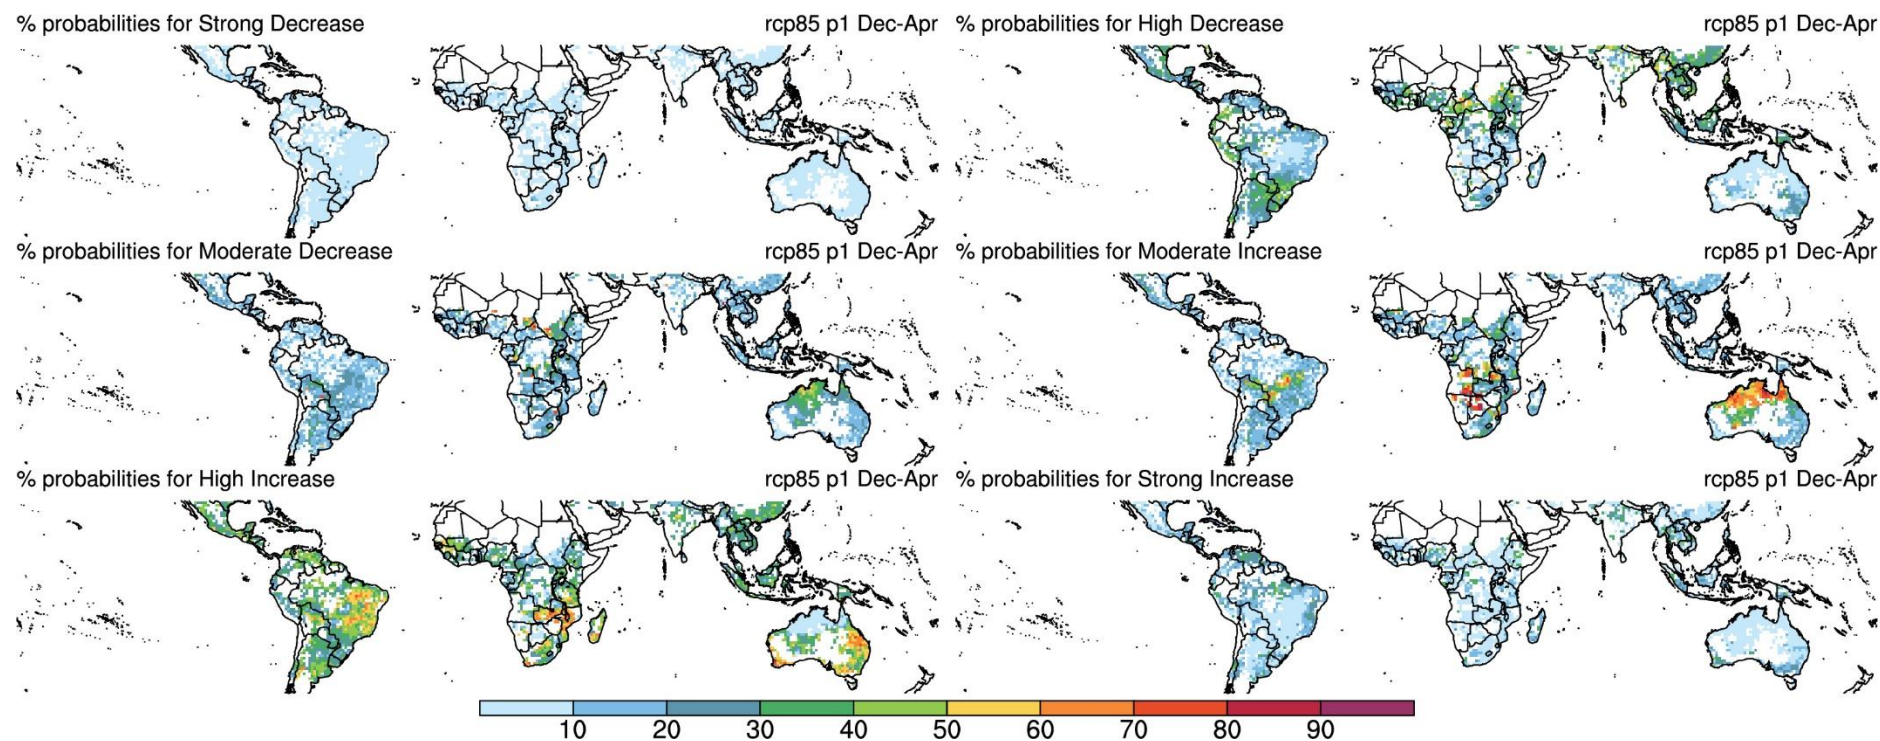 % probabilities for Strong Decrease rcp85 p1 Dec-Apr % probabilities for High Decrease rcp85 p1 Dec-Apr
% probabilities for Moderate Decrease rcp85 p1 Dec-Apr % probabilities for Moderate Increase rcp85 p1 Dec-Apr
% probabilities for High Increase rcp85 p1 Dec-Apr % probabilities for Strong Increase rcp85 p1 Dec-Apr
10 20 30 40 50 60 70 80 90